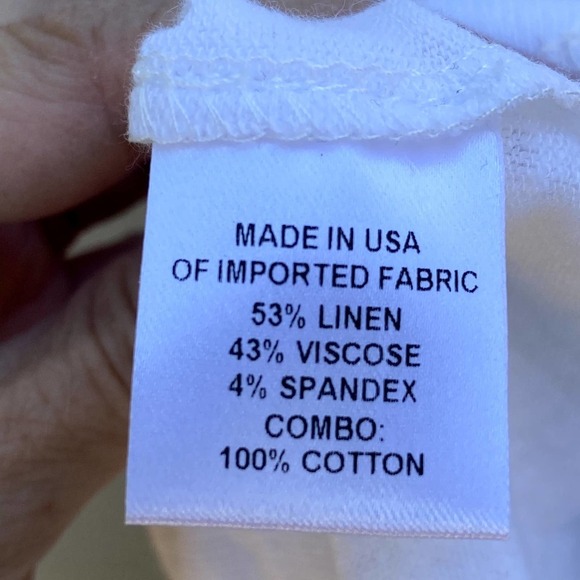 MADE IN USA
OF IMPORTED FABRIC
53% LINEN
43% VISCOSE
4% SPANDEX
COMBO:
100% COTTON